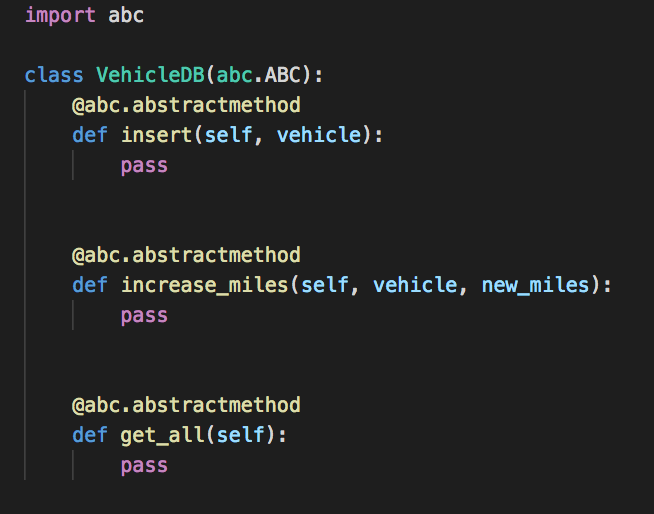 import abc
class VehicleDB(abc.ABC):
    @abc.abstractmethod
    def insert(self, vehicle):
        pass
    @abc.abstractmethod
    def increase_miles(self, vehicle, new_miles):
        pass
    @abc.abstractmethod
    def get_all(self):
        pass